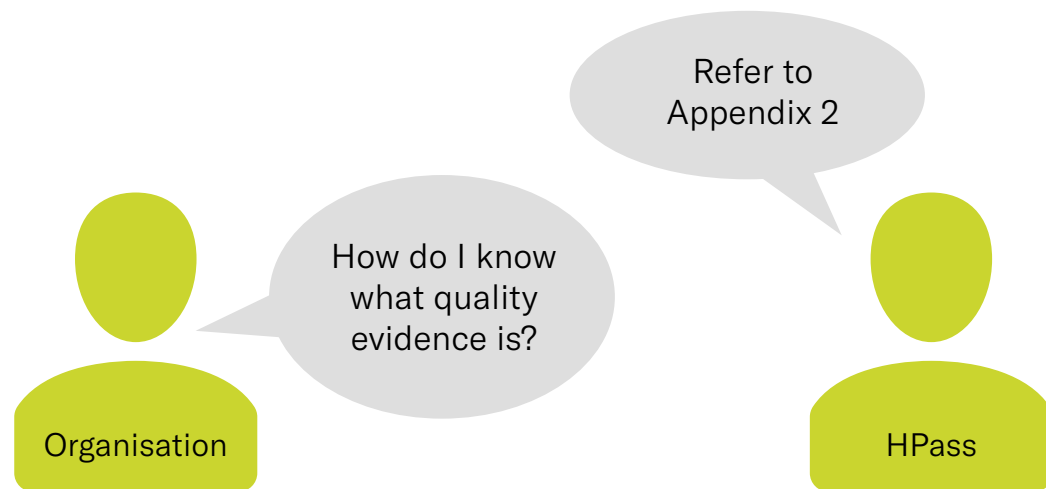 How do I know
what quality
evidence is?
Refer to
Appendix 2
Organisation
HPass